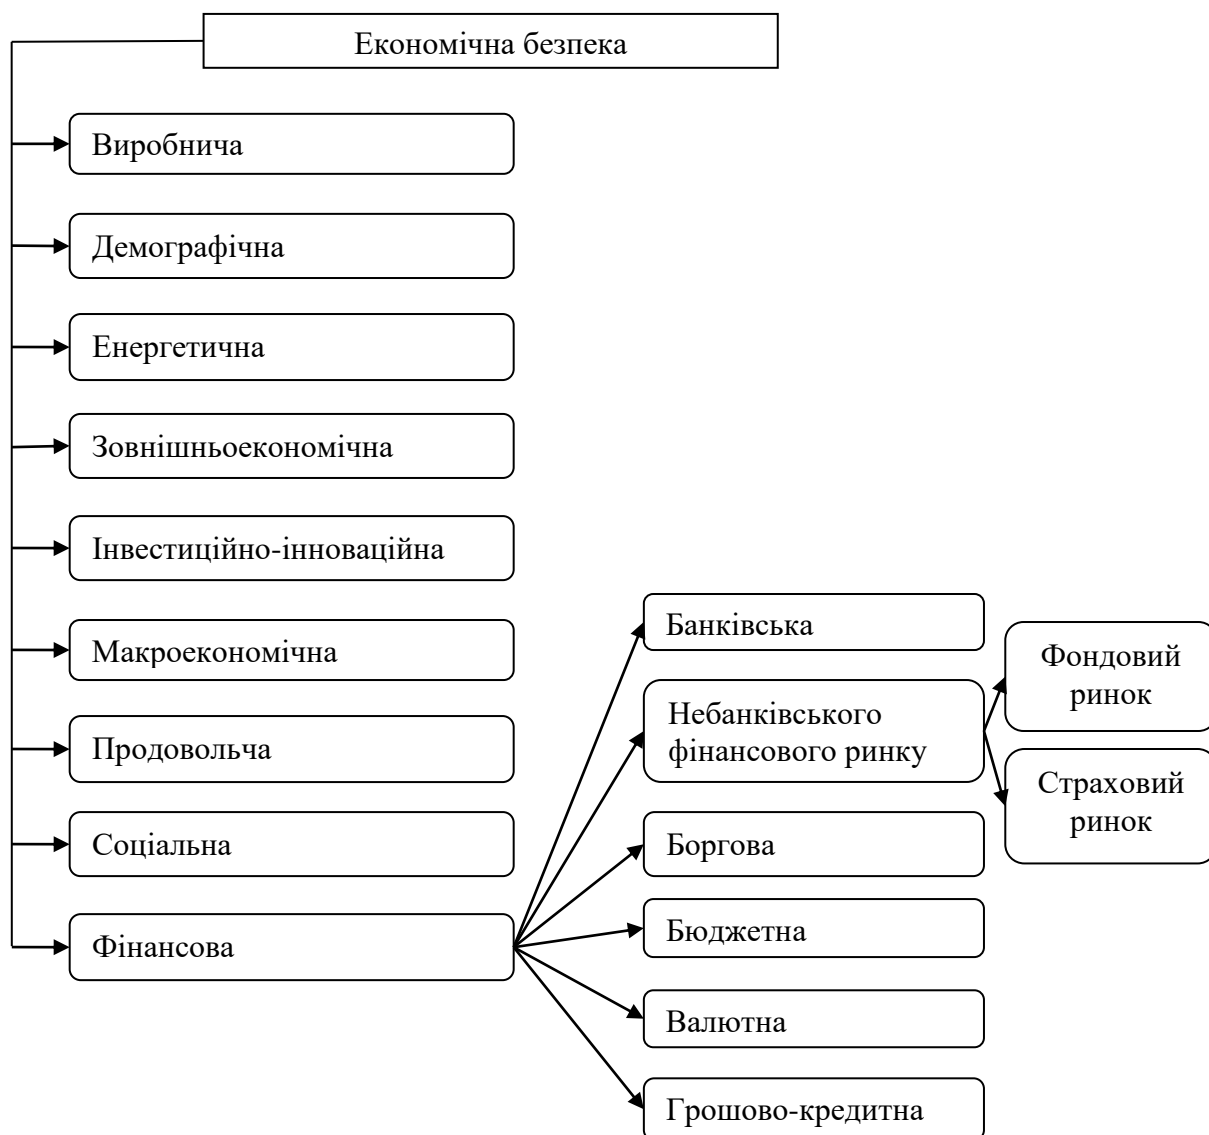 Економічна безпека
Виробнича
Демографічна
Енергетична
Зовнішньоекономічна
Інвестиційно-інноваційна
Макроекономічна
Продовольча
Соціальна
Фінансова
Банківська
Небанківського
фінансового ринку
Боргова
Бюджетна
Валютна
Грошово-кредитна
Фондовий
ринок
Страховий
ринок